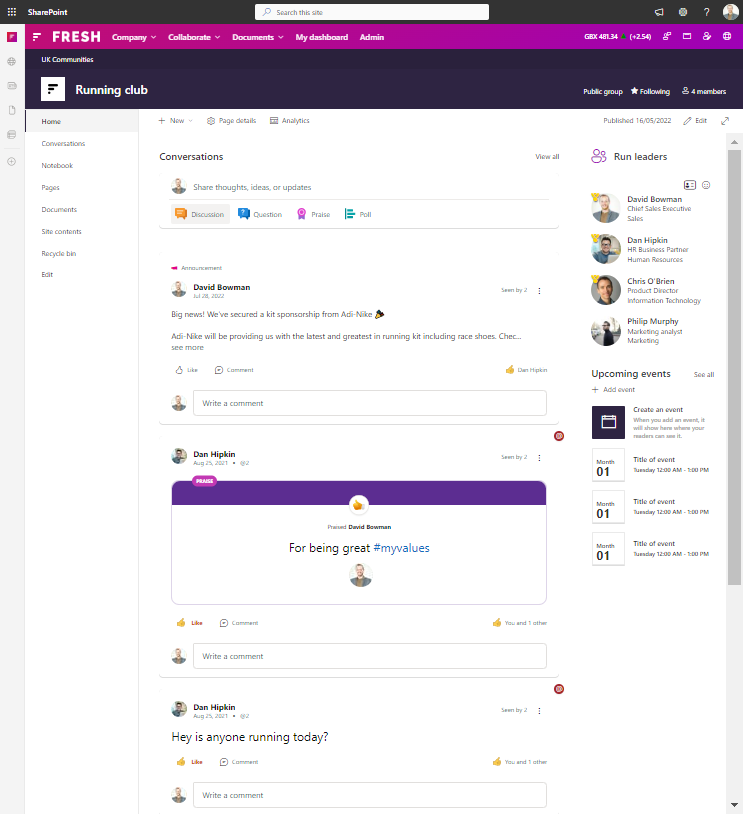 SharePoint
Search this site
?
FRESH Company Collaborate Documents My dashboard Admin
GBX 481.34 (+2.54)
UK Communities
Running club
Public group Following 4 members
Home
Conversations
Notebook
Pages
Documents
Site contents
Recycle bin
Edit
+ New Page details Analytics
Published 16/05/2022 Edit
Conversations View all
Share thoughts, ideas, or updates
Discussion Question Praise Poll
Announcement
David Bowman
Jul 28, 2022
Seen by 2
Big news! We've secured a kit sponsorship from Adi-Nike
Adi-Nike will be providing us with the latest and greatest in running kit including race shoes. Chec...
see more
Like Comment Dan Hipkin
Write a comment
Dan Hipkin
Aug 25, 2021 • @2
Seen by 2
PRAISE
Praised David Bowman
For being great #myvalues
Like Comment You and 1 other
Write a comment
Dan Hipkin
Aug 25, 2021 • @2
Seen by 2
Hey is anyone running today?
Like Comment You and 1 other
Write a comment
Run leaders
David Bowman
Chief Sales Executive
Sales
Dan Hipkin
HR Business Partner
Human Resources
Chris O'Brien
Product Director
Information Technology
Philip Murphy
Marketing analyst
Marketing
Upcoming events See all
+ Add event
Create an event
When you add an event, it
will show here where your
readers can see it.
Month
01
Title of event
Tuesday 12:00 AM - 1:00 PM
Month
01
Title of event
Tuesday 12:00 AM - 1:00 PM
Month
01
Title of event
Tuesday 12:00 AM - 1:00 PM